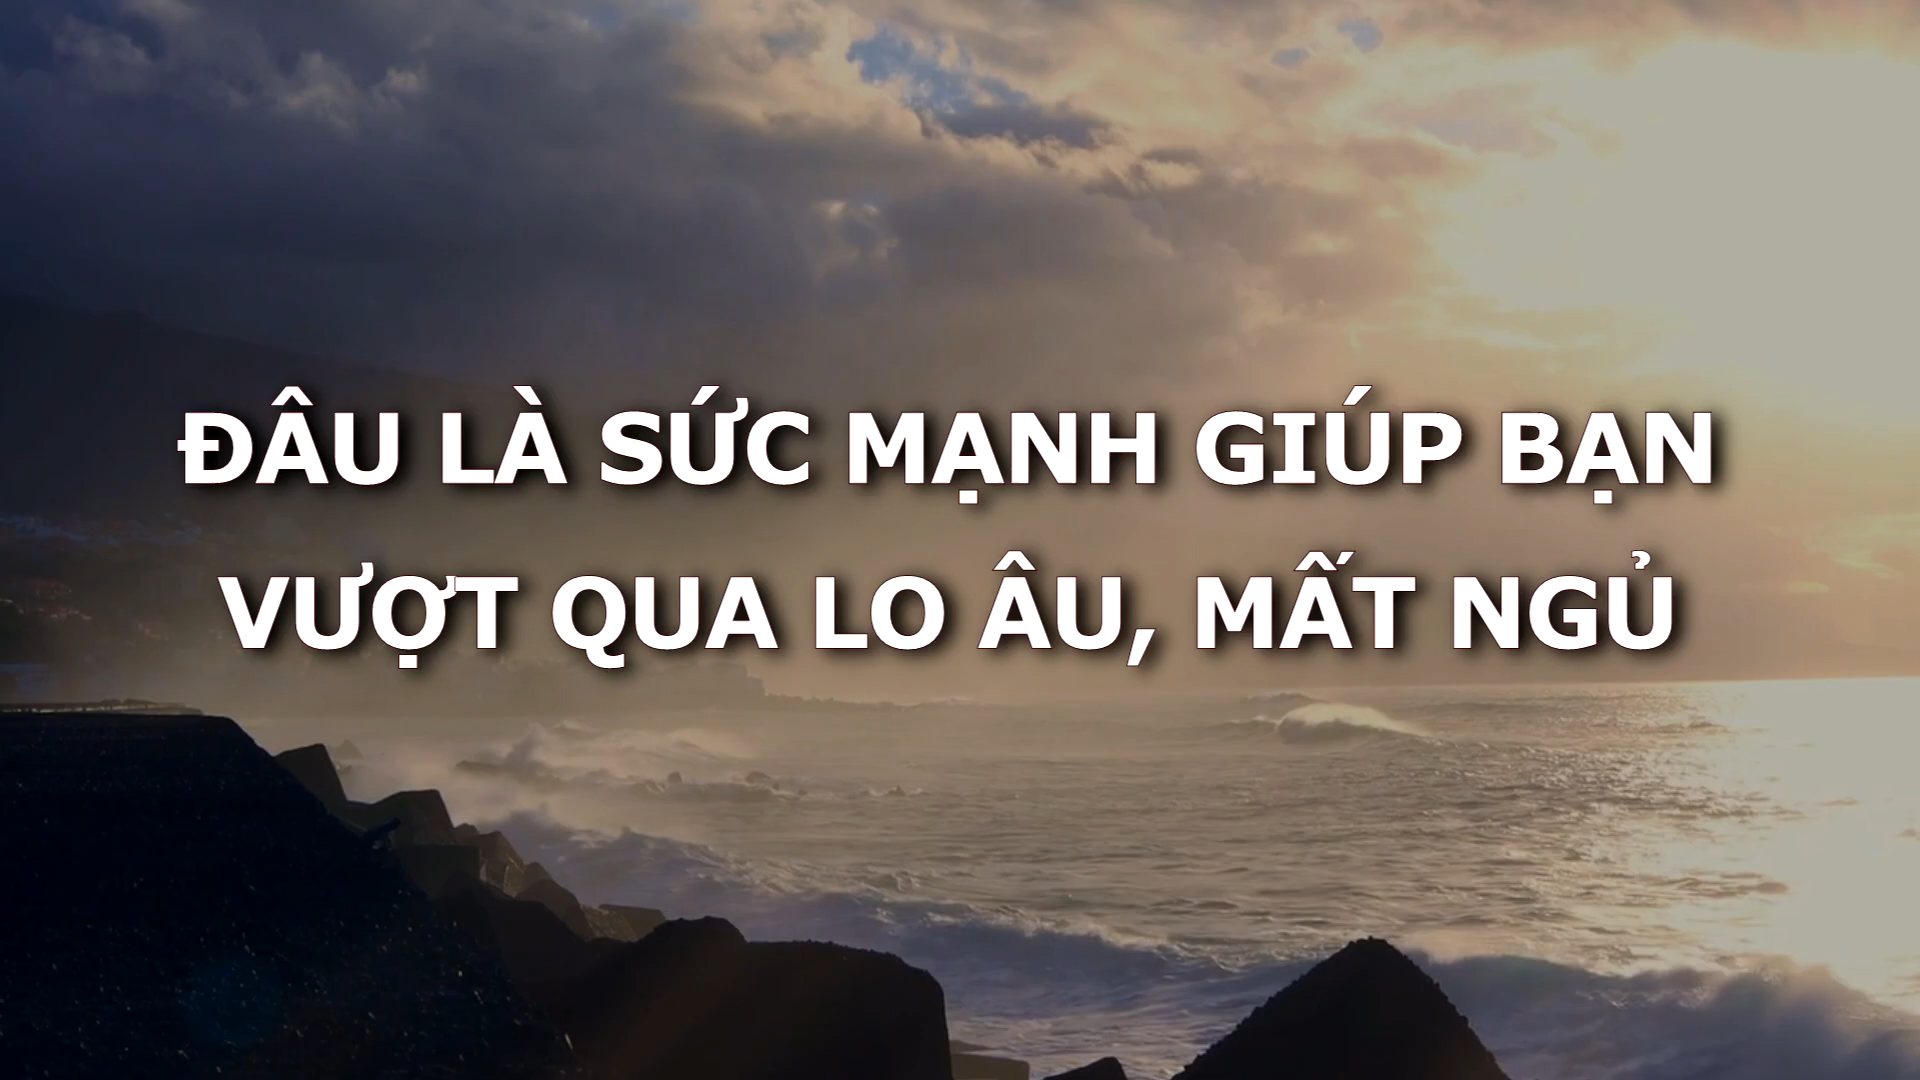 ĐÂU LÀ SỨC MẠNH GIÚP BẠN
VƯỢT QUA LO ÂU, MẤT NGỦ